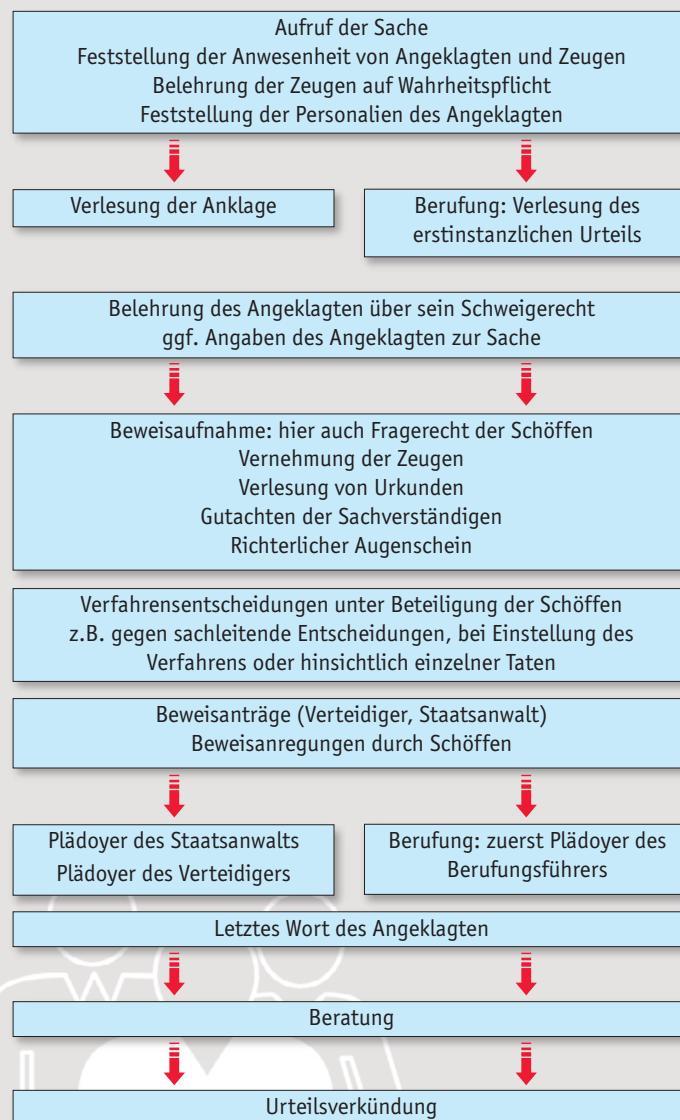 Aufruf der Sache
Feststellung der Anwesenheit von Angeklagten und Zeugen
Belehrung der Zeugen auf Wahrheitspflicht
Feststellung der Personalien des Angeklagten
Verlesung der Anklage
Berufung: Verlesung des
erstinstanzlichen Urteils
Belehrung des Angeklagten über sein Schweigerecht
ggf. Angaben des Angeklagten zur Sache
Beweisaufnahme: hier auch Fragerecht der Schöffen
Vernehmung der Zeugen
Verlesung von Urkunden
Gutachten der Sachverständigen
Richterlicher Augenschein
Verfahrensentscheidungen unter Beteiligung der Schöffen
z.B. gegen sachleitende Entscheidungen, bei Einstellung des
Verfahrens oder hinsichtlich einzelner Taten
Beweisanträge (Verteidiger, Staatsanwalt)
Beweisanregungen durch Schöffen
Plädoyer des Staatsanwalts
Plädoyer des Verteidigers
Berufung: zuerst Plädoyer des
Berufungsführers
Letztes Wort des Angeklagten
Beratung
Urteilsverkündung